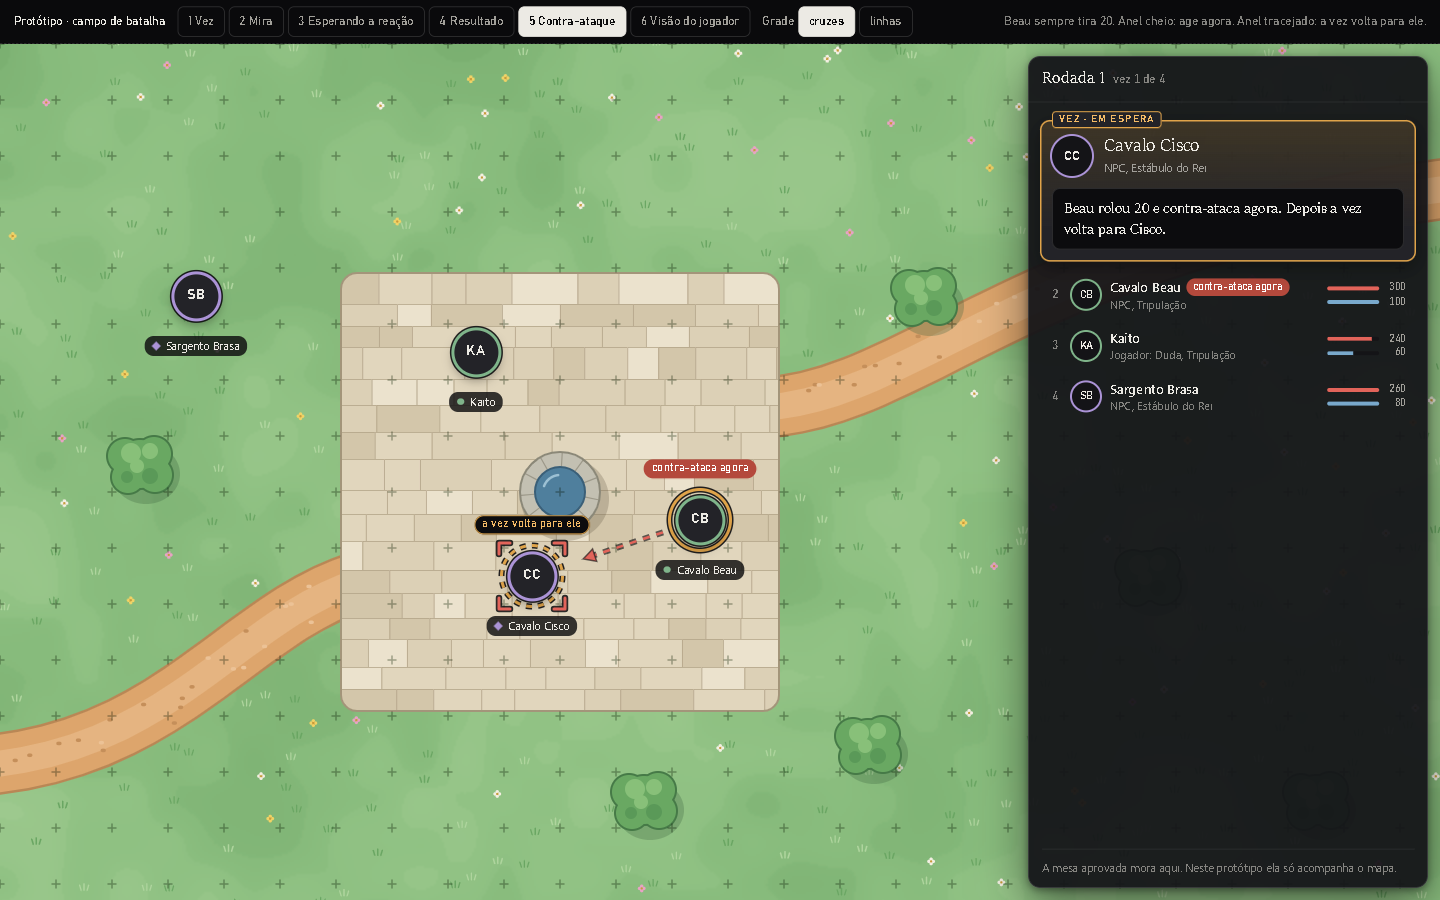 Protótipo · campo de batalha
1 Vez
2 Mira
3 Esperando a reação
4 Resultado
5 Contra-ataque
6 Visão do jogador
Grade
cruzes
linhas
Beau sempre tira 20. Anel cheio: age agora. Anel tracejado: a vez volta para ele.
Rodada 1 vez 1 de 4
VEZ · EM ESPERA
CC
Cavalo Cisco
NPC, Estábulo do Rei
Beau rolou 20 e contra-ataca agora. Depois a vez
volta para Cisco.
2
CB
Cavalo Beau
contra-ataca agora
NPC, Tripulação
300
100
3
KA
Kaito
Jogador: Duda, Tripulação
240
60
4
SB
Sargento Brasa
NPC, Estábulo do Rei
260
80
A mesa aprovada mora aqui. Neste protótipo ela só acompanha o mapa.
SB
Sargento Brasa
KA
Kaito
contra-ataca agora
CB
Cavalo Beau
a vez volta para ele
CC
Cavalo Cisco